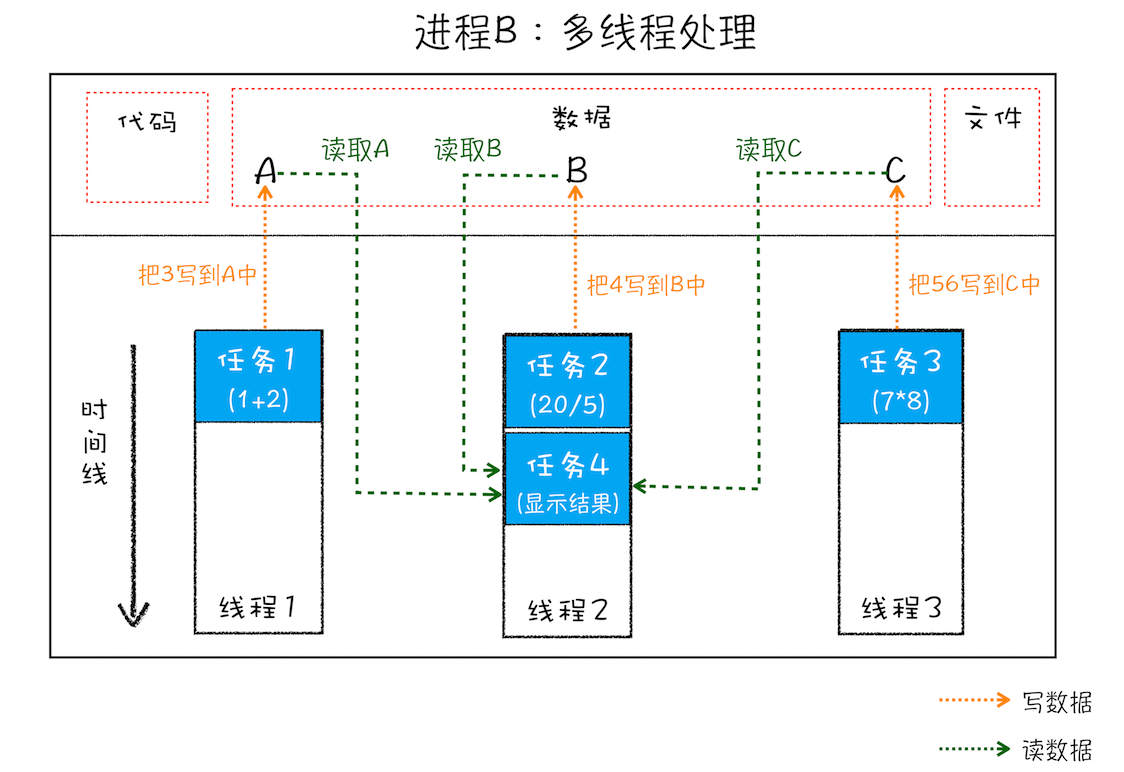 进程B：多线程处理
代码
数据
文件
读取A
读取B
读取C
A
B
C
把3写到A中
把4写到B中
把56写到C中
时间线
任务1
(1+2)
线程1
任务2
(20/5)
任务4
(显示结果)
线程2
任务3
(7*8)
线程3
写数据
读数据